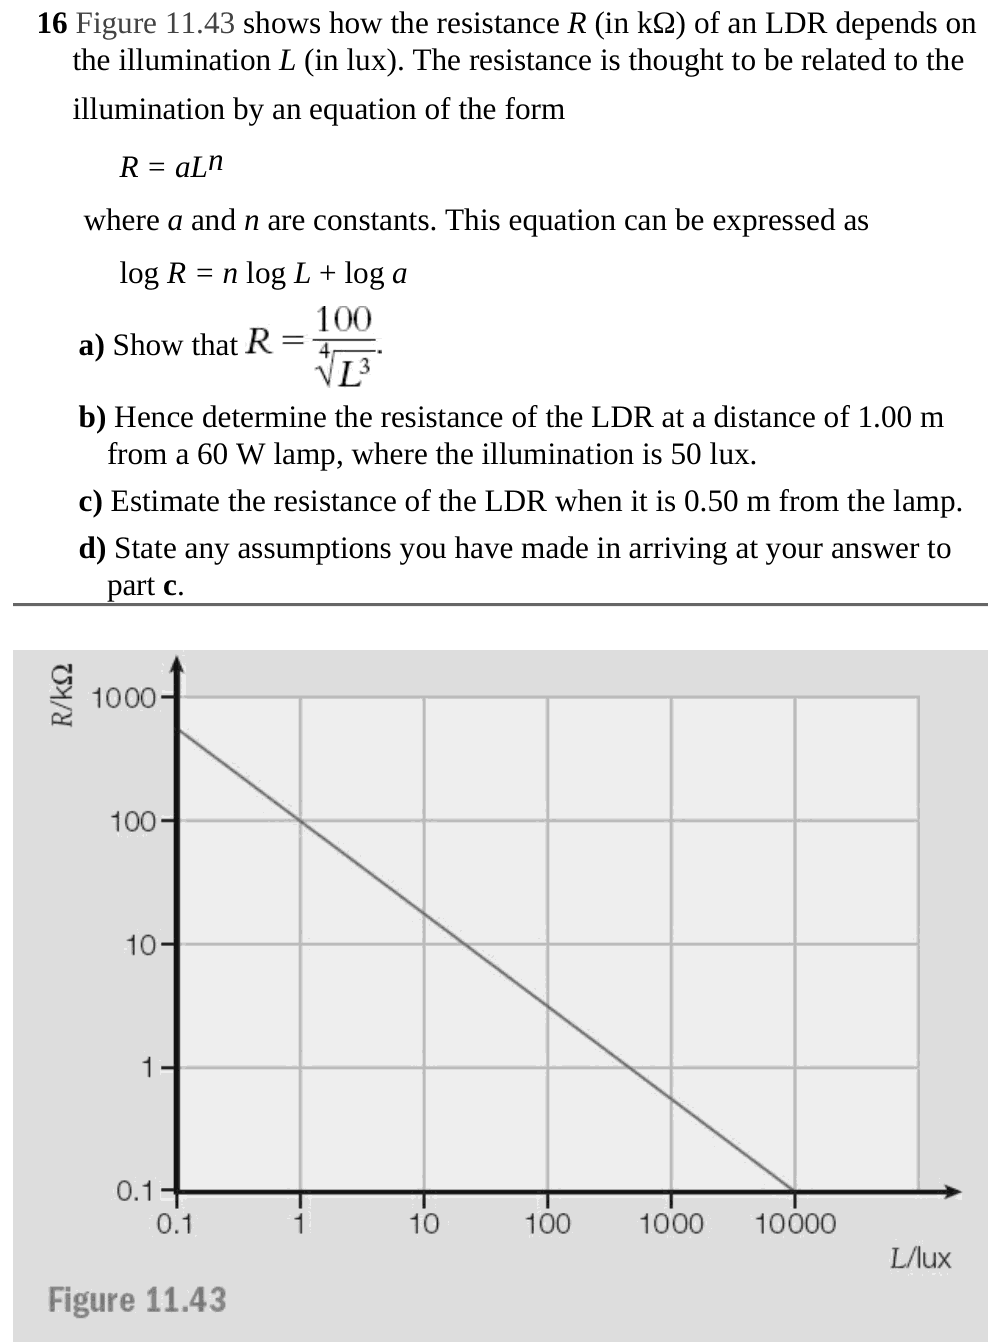 16 Figure 11.43 shows how the resistance R (in kΩ) of an LDR depends on
the illumination L (in lux). The resistance is thought to be related to the
illumination by an equation of the form
R = aLⁿ
where a and n are constants. This equation can be expressed as
log R = n log L + log a
a) Show that R = 100/⁴√L³.
b) Hence determine the resistance of the LDR at a distance of 1.00 m
from a 60 W lamp, where the illumination is 50 lux.
c) Estimate the resistance of the LDR when it is 0.50 m from the lamp.
d) State any assumptions you have made in arriving at your answer to
part c.
R/kΩ
1000
100
10
1
0.1
0.1 1 10 100 1000 10000
L/lux
Figure 11.43